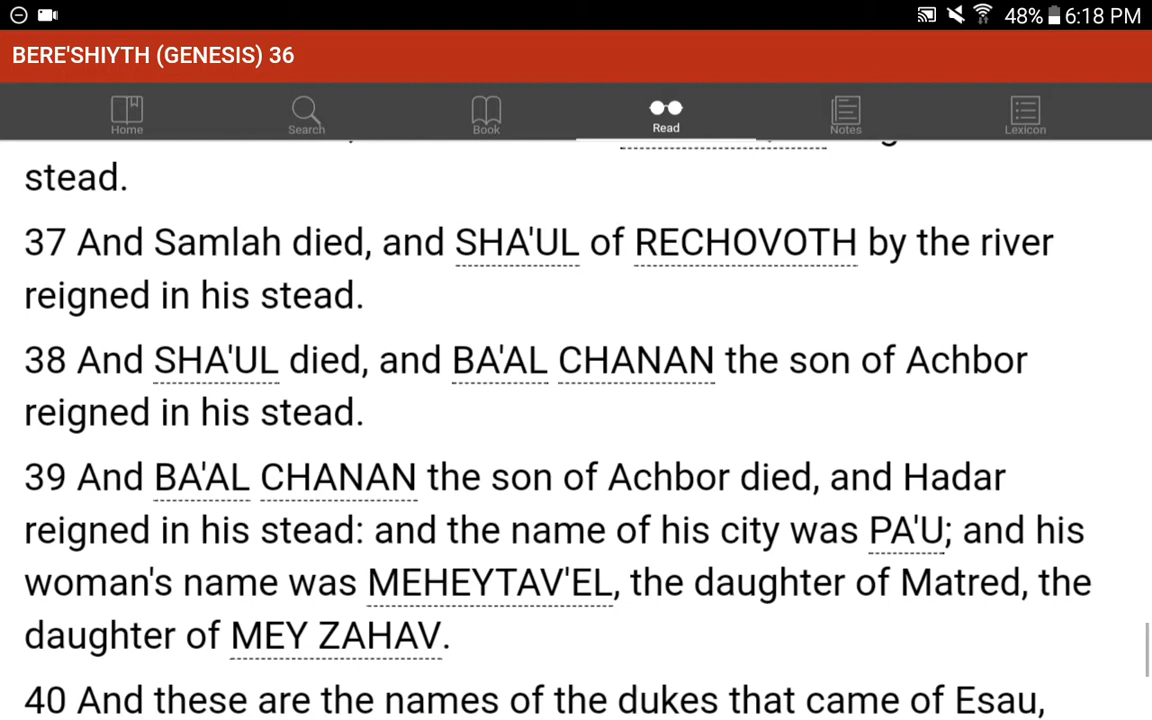 48% 6:18 PM
BERE'SHIYTH (GENESIS) 36
Home Search Book Read Notes Lexicon
stead.
37 And Samlah died, and SHA'UL of RECHOVOTH by the river
reigned in his stead.
38 And SHA'UL died, and BA'AL CHANAN the son of Achbor
reigned in his stead.
39 And BA'AL CHANAN the son of Achbor died, and Hadar
reigned in his stead: and the name of his city was PA'U; and his
woman's name was MEHEYTAV'EL, the daughter of Matred, the
daughter of MEY ZAHAV.
40 And these are the names of the dukes that came of Esau,